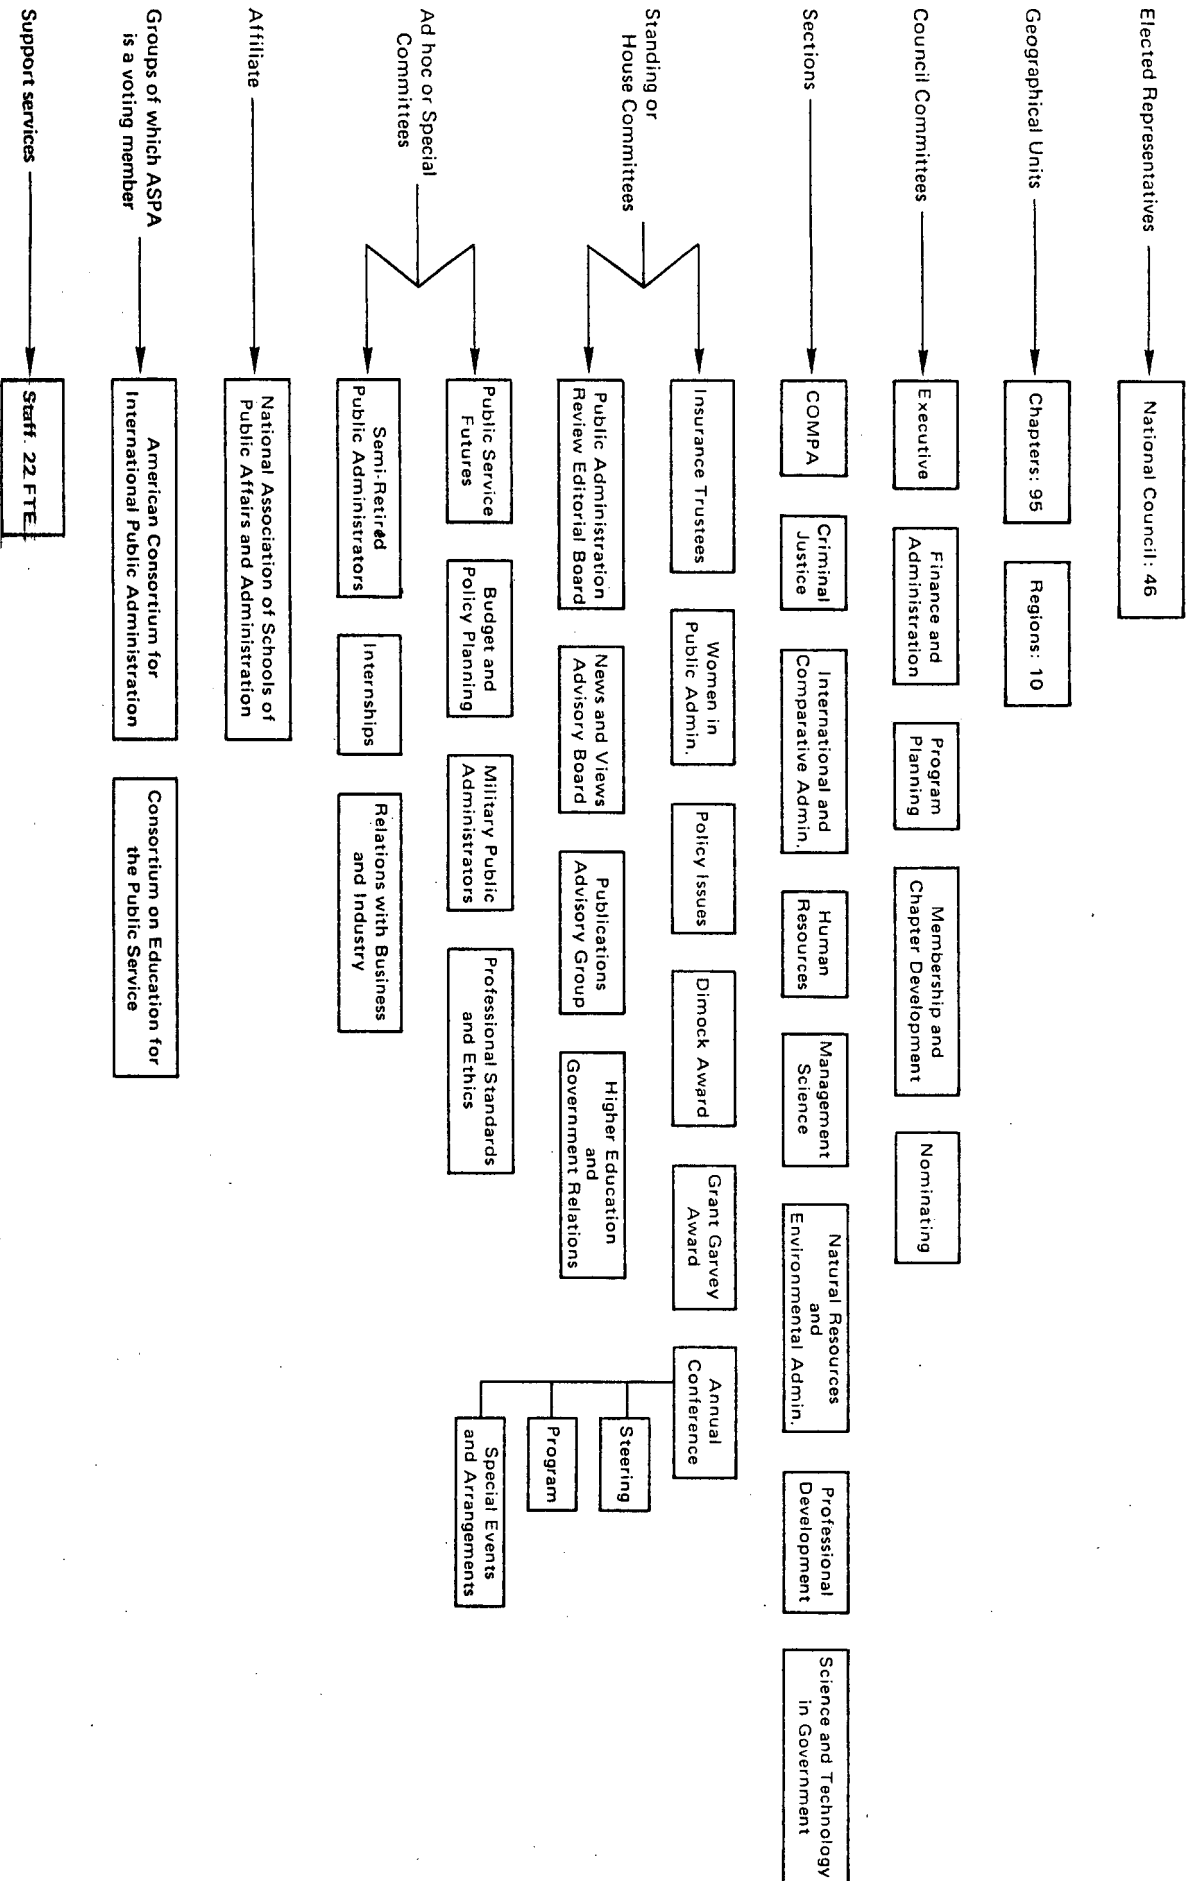 Elected Representatives
National Council: 46
Geographical Units
Chapters: 95
Regions: 10
Council Committees
Executive
Finance and
Administration
Program
Planning
Membership and
Chapter Development
Nominating
Sections
COMPA
Criminal
Justice
International and
Comparative Admin.
Human
Resources
Management
Science
Natural Resources
and
Environmental Admin.
Professional
Development
Science and Technology
in Government
Standing or
House Committees
Insurance Trustees
Women in
Public Admin.
Policy Issues
Dimock Award
Grant Garvey
Award
Annual
Conference
Steering
Program
Special Events
and Arrangements
Public Administration
Review Editorial Board
News and Views
Advisory Board
Publications
Advisory Group
Higher Education
and
Government Relations
Ad hoc or Special
Committees
Public Service
Futures
Budget and
Policy Planning
Military Public
Administrators
Professional Standards
and Ethics
Semi-Retired
Public Administrators
Internships
Relations with Business
and Industry
Affiliate
National Association of Schools of
Public Affairs and Administration
Groups of which ASPA
is a voting member
American Consortium for
International Public Administration
Consortium on Education for
the Public Service
Support services
Staff. 22 FTE